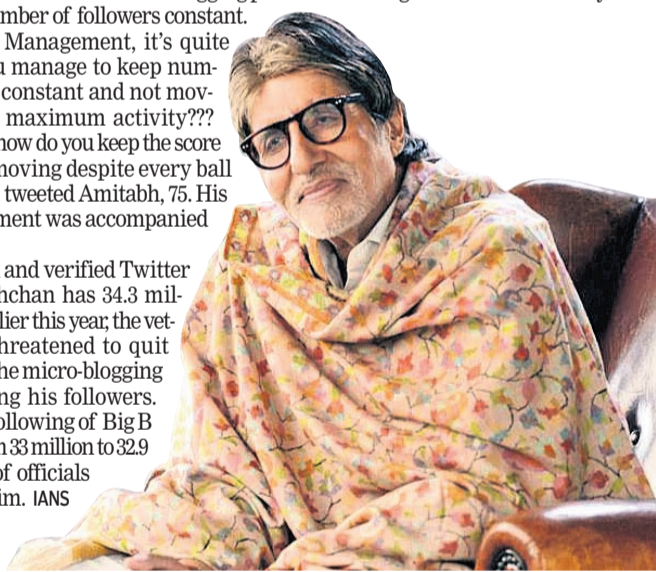 mber of followers constant.
Management, it's quite
u manage to keep num-
constant and not mov-
maximum activity???
how do you keep the score
moving despite every ball
tweeted Amitabh, 75. His
ment was accompanied
and verified Twitter
hchan has 34.3 mil-
lier this year, the vet-
hreatened to quit
he micro-blogging
ng his followers.
ollowing of Big B
n 33 million to 32.9
of officials
im. IANS